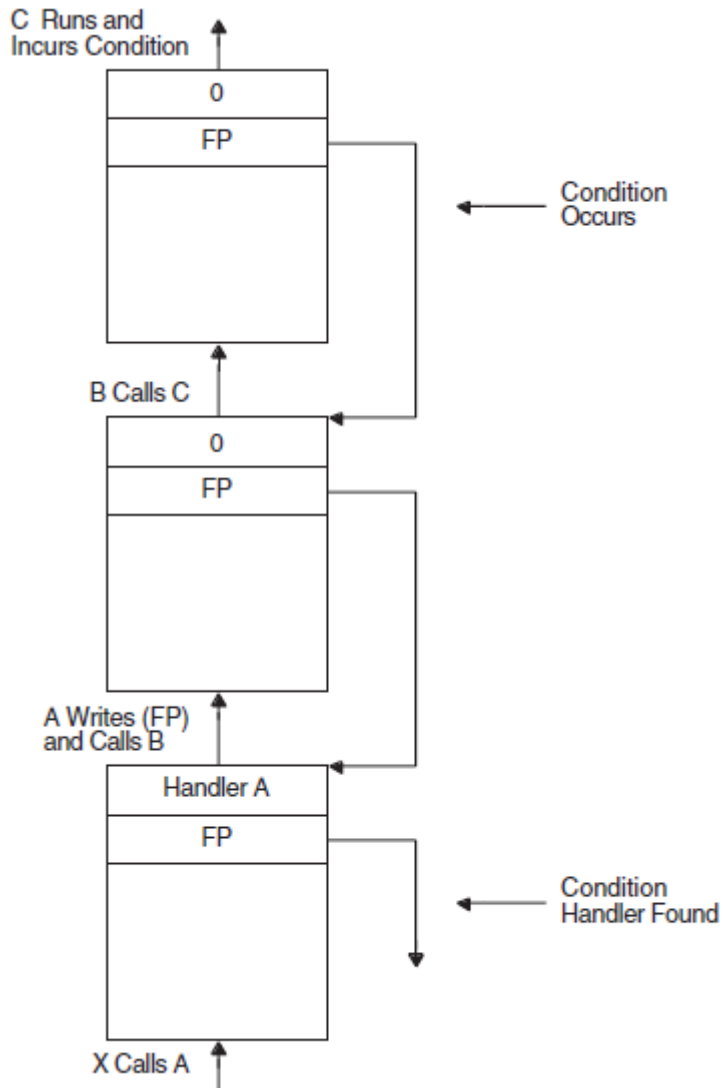 C Runs and
Incurs Condition
0
FP
Condition
Occurs
B Calls C
0
FP
A Writes (FP)
and Calls B
Handler A
FP
Condition
Handler Found
X Calls A